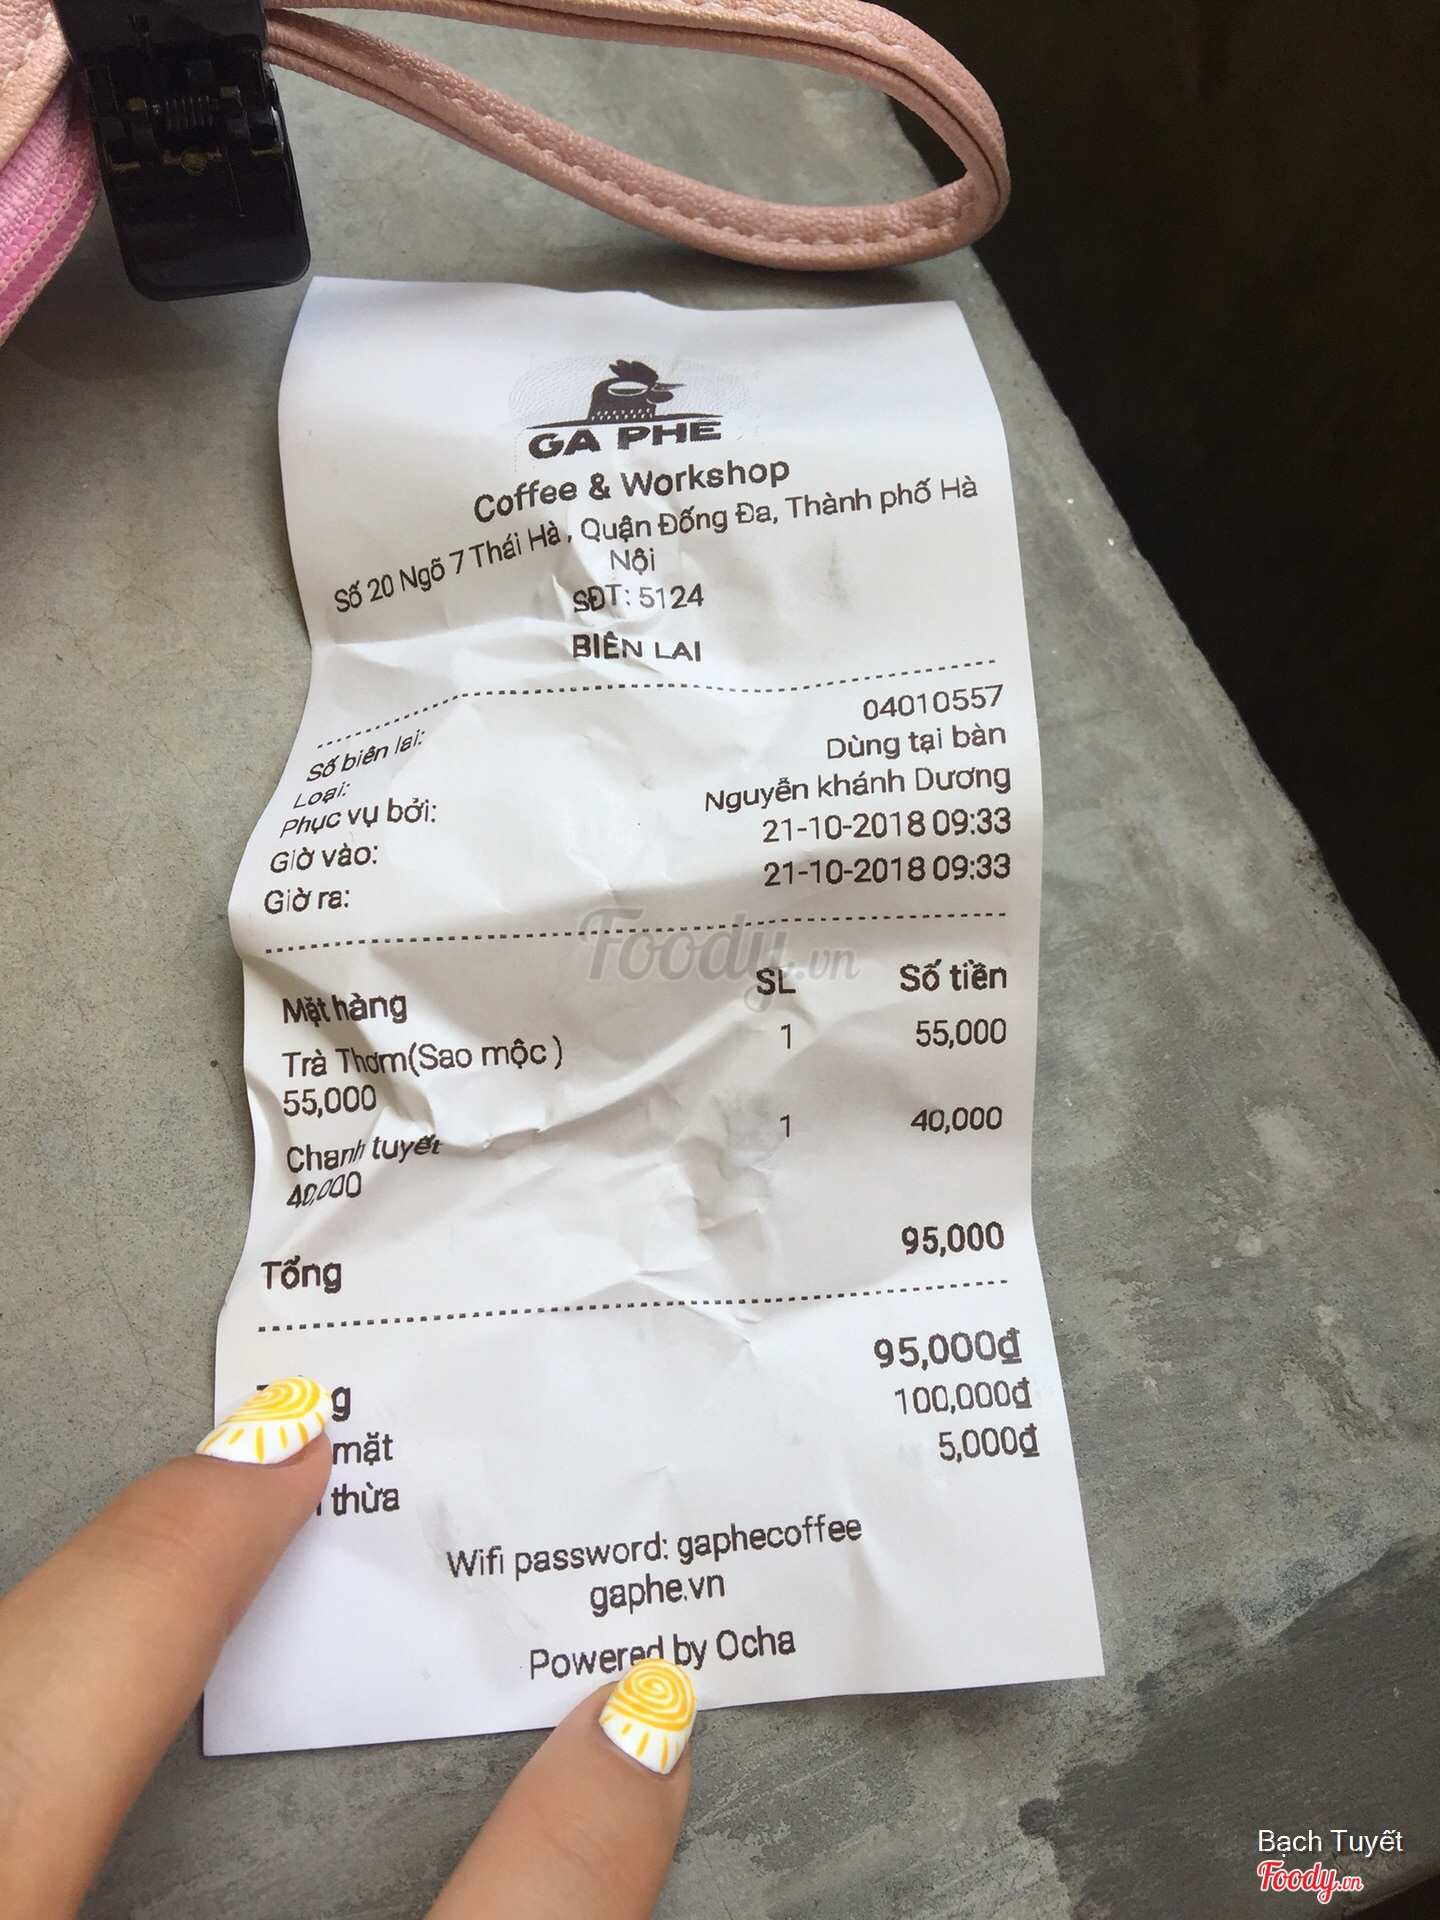 GA PHE
Coffee & Workshop
Số 20 Ngõ 7 Thái Hà , Quận Đống Đa, Thành phố Hà
Nội
SĐT: 5124
BIÊN LAI
Số biên lai: 04010557
Loại: Dùng tại bàn
Phục vụ bởi: Nguyễn khánh Dương
Giờ vào: 21-10-2018 09:33
Giờ ra: 21-10-2018 09:33
Mặt hàng SL Số tiền
Trà Thơm(Sao mộc ) 1 55,000
55,000
Chanh tuyết 1 40,000
40,000
Tổng 95,000
95,000₫
mặt 100,000₫
thừa 5,000₫
Wifi password: gaphecoffee
gaphe.vn
Powered by Ocha
Foody.vn
Bạch Tuyết
Foody.vn